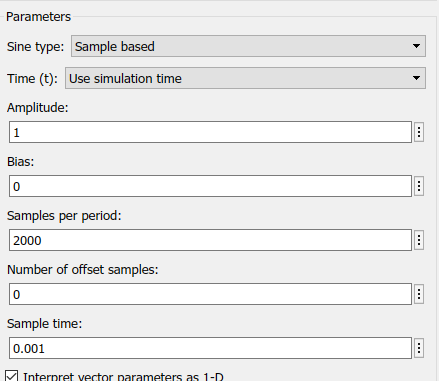 Parameters
Sine type: Sample based
Time (t): Use simulation time
Amplitude:
1
Bias:
0
Samples per period:
2000
Number of offset samples:
0
Sample time:
0.001
Interpret vector parameters as 1-D